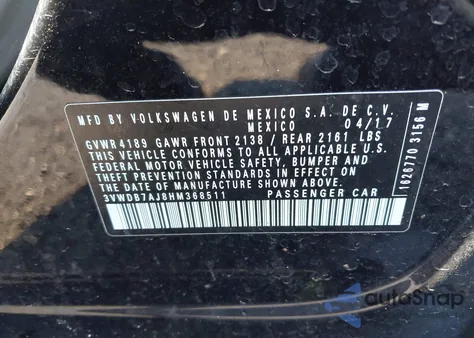 MFD BY VOLKSWAGEN DE MEXICO S.A. DE C.V.
MEXICO 04/17
GVWR 4189 GAWR FRONT 2138 / REAR 2161 LBS
THIS VEHICLE CONFORMS TO ALL APPLICABLE U.S.
FEDERAL MOTOR VEHICLE SAFETY, BUMPER AND
THEFT PREVENTION STANDARDS IN EFFECT ON
THE DATE OF MANUFACTURE SHOWN ABOVE.
3VWDB7AJ8HM368511 PASSENGER CAR
1626770 3156 M
autoSnap